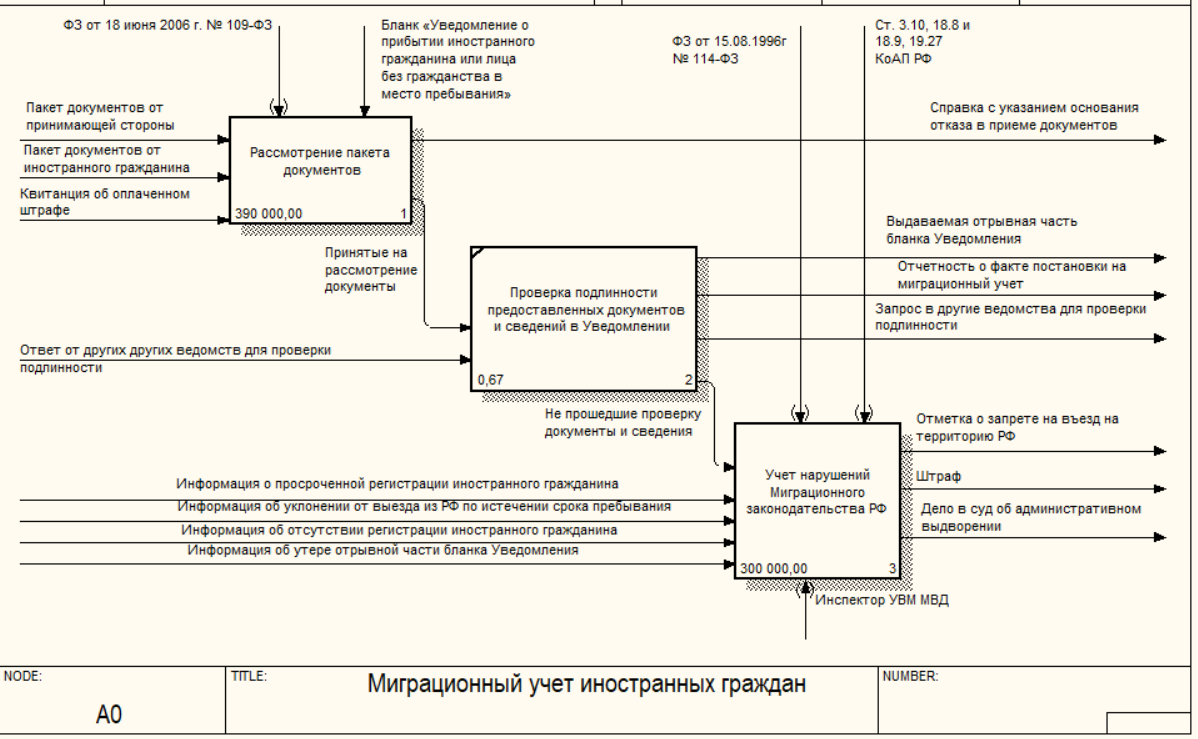 ФЗ от 18 июня 2006 г. № 109-ФЗ
Бланк «Уведомление о
прибытии иностранного
гражданина или лица
без гражданства в
место пребывания»
ФЗ от 15.08.1996г
№ 114-ФЗ
Ст. 3.10, 18.8 и
18.9, 19.27
КоАП РФ
Пакет документов от
принимающей стороны
Пакет документов от
иностранного гражданина
Квитанция об оплаченном
штрафе
Рассмотрение пакета
документов
390 000,00
1
Справка с указанием основания
отказа в приеме документов
Принятые на
рассмотрение
документы
Выдаваемая отрывная часть
бланка Уведомления
Отчетность о факте постановки на
миграционный учет
Запрос в другие ведомства для проверки
подлинности
Проверка подлинности
предоставленных документов
и сведений в Уведомлении
0,67
2
Ответ от других других ведомств для проверки
подлинности
Не прошедшие проверку
документы и сведения
Отметка о запрете на въезд на
территорию РФ
Штраф
Дело в суд об административном
выдворении
Учет нарушений
Миграционного
законодательства РФ
300 000,00
3
Информация о просроченной регистрации иностранного гражданина
Информация об уклонении от выезда из РФ по истечении срока пребывания
Информация об отсутствии регистрации иностранного гражданина
Информация об утере отрывной части бланка Уведомления
Инспектор УВМ МВД
NODE:
A0
TITLE:
Миграционный учет иностранных граждан
NUMBER: